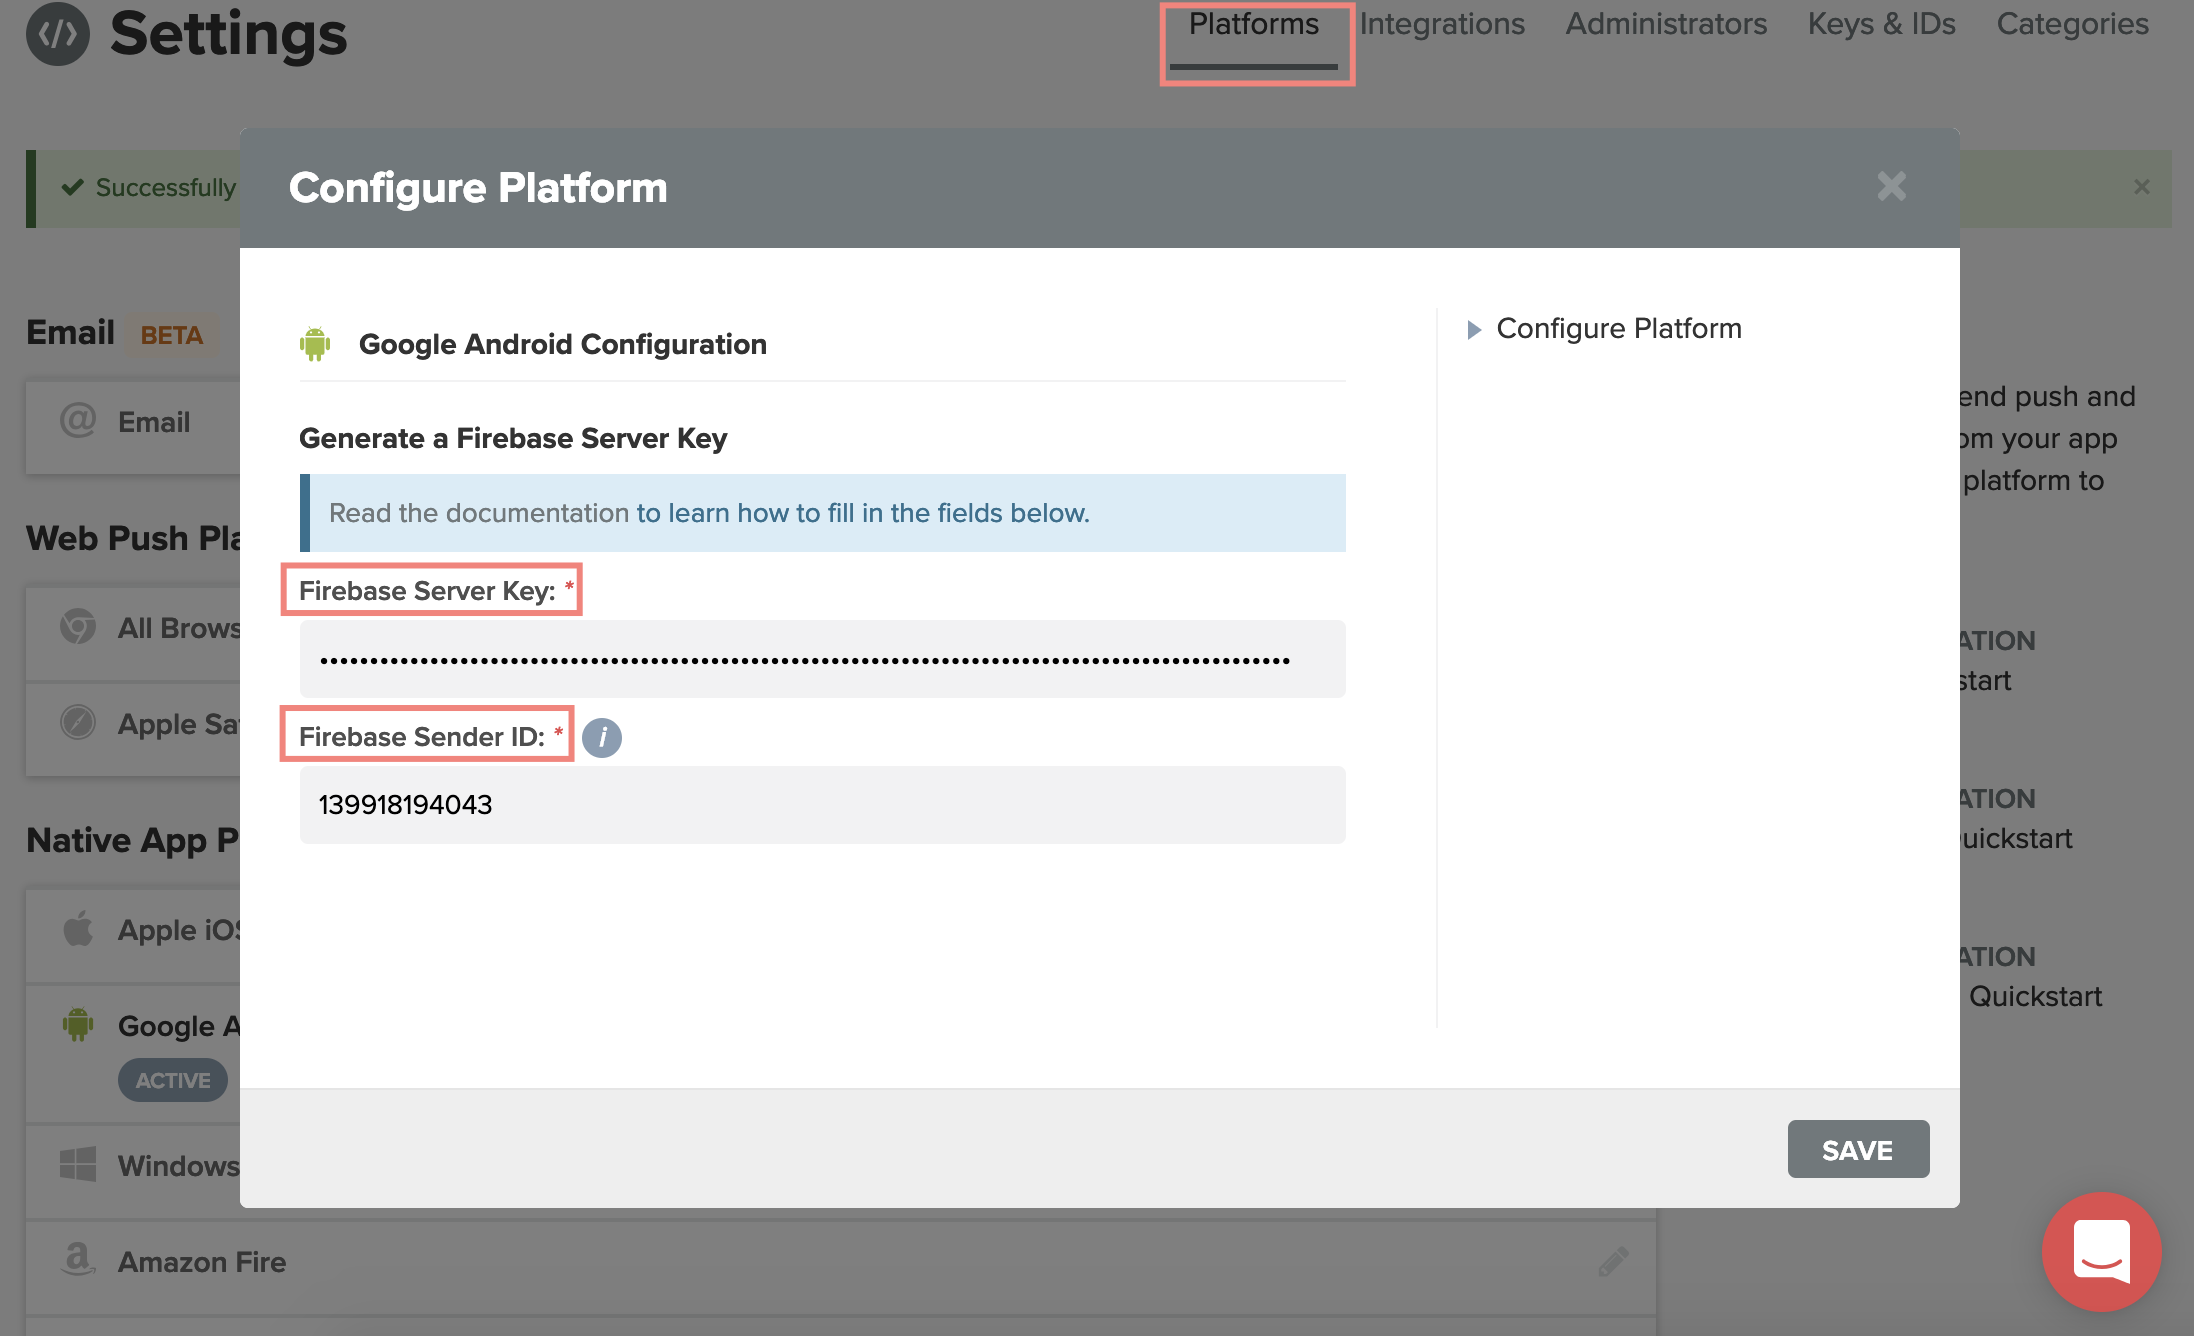 Settings
Platforms
Integrations
Administrators
Keys & IDs
Categories
Successfully
Configure Platform
Email BETA
Email
Web Push Pla
All Brows
Apple Sa
Native App P
Apple iOS
Google A
ACTIVE
Windows
Amazon Fire
Google Android Configuration
Generate a Firebase Server Key
Read the documentation to learn how to fill in the fields below.
Firebase Server Key: *
Firebase Sender ID: *
i
139918194043
Configure Platform
SAVE
end push and
om your app
platform to
ATION
start
ATION
uickstart
ATION
Quickstart